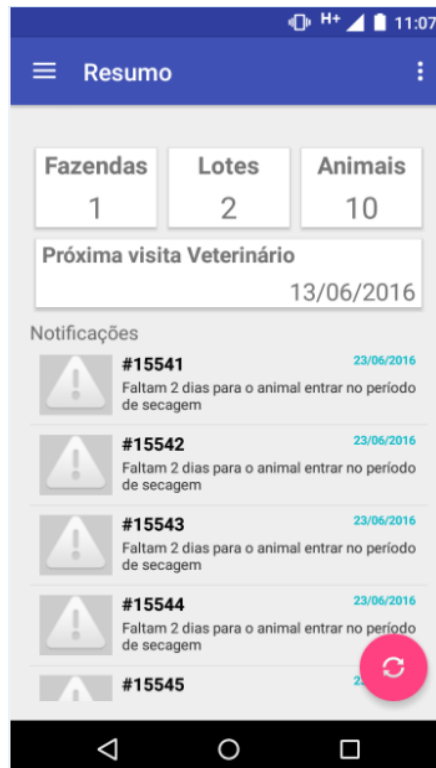 H+ 11:07
Resumo
Fazendas Lotes Animais
1 2 10
Próxima visita Veterinário
13/06/2016
Notificações
#15541 23/06/2016
Faltam 2 dias para o animal entrar no período
de secagem
#15542 23/06/2016
Faltam 2 dias para o animal entrar no período
de secagem
#15543 23/06/2016
Faltam 2 dias para o animal entrar no período
de secagem
#15544 23/06/2016
Faltam 2 dias para o animal entrar no período
de secagem
#15545